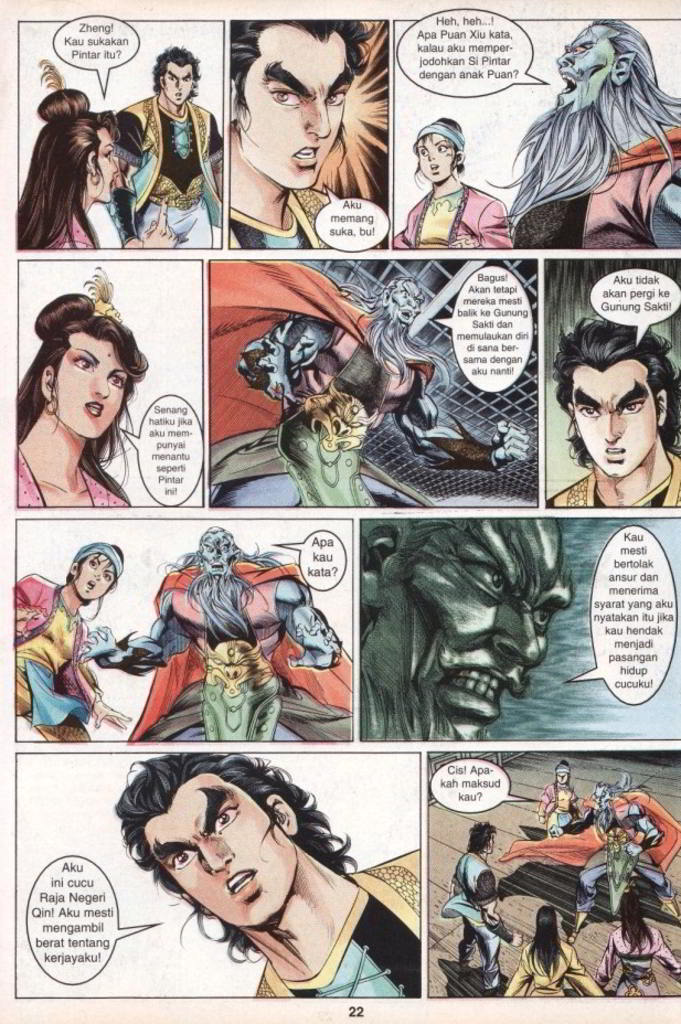 Zheng!
Kau sukakan
Pintar itu?
Aku
memang
suka, bu!
Heh, heh...!
Apa Puan Xiu kata,
kalau aku memper-
jodohkan Si Pintar
dengan anak Puan?
Senang
hatiku jika
aku mem-
punyai
menantu
seperti
Pintar
ini!
Bagus!
Akan tetapi
mereka mesti
balik ke Gunung
Sakti dan
memulaukan diri
di sana ber-
sama dengan
aku nanti!
Aku tidak
akan pergi ke
Gunung Sakti!
Apa
kau
kata?
Kau
mesti
bertolak
ansur dan
menerima
syarat yang aku
nyatakan itu jika
kau hendak
menjadi
pasangan
hidup
cucuku!
Aku
ini cucu
Raja Negeri
Qin! Aku mesti
mengambil
berat tentang
kerjayaku!
Cis! Apa-
kah maksud
kau?
22